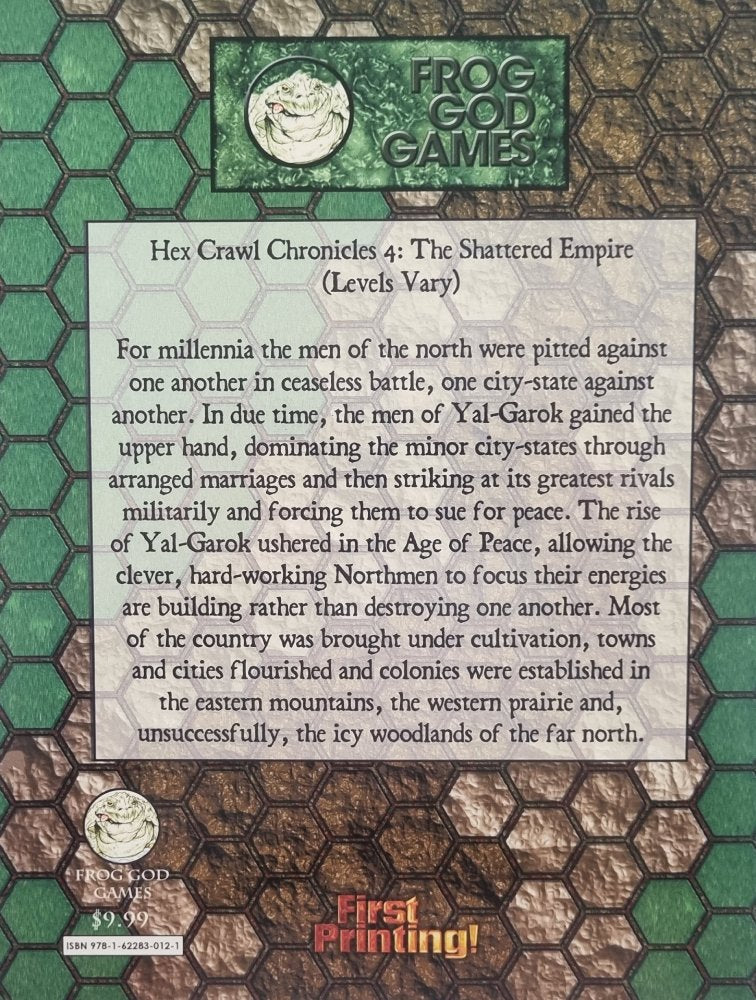 FROG
GOD
GAMES
Hex Crawl Chronicles 4: The Shattered Empire
(Levels Vary)
For millennia the men of the north were pitted against
one another in ceaseless battle, one city-state against
another. In due time, the men of Yal-Garok gained the
upper hand, dominating the minor city-states through
arranged marriages and then striking at its greatest rivals
militarily and forcing them to sue for peace. The rise
of Yal-Garok ushered in the Age of Peace, allowing the
clever, hard-working Northmen to focus their energies
are building rather than destroying one another. Most
of the country was brought under cultivation, towns
and cities flourished and colonies were established in
the eastern mountains, the western prairie and,
unsuccessfully, the icy woodlands of the far north.
FROG GOD
GAMES
$9.99
ISBN 978-1-62283-012-1
First
Printing!